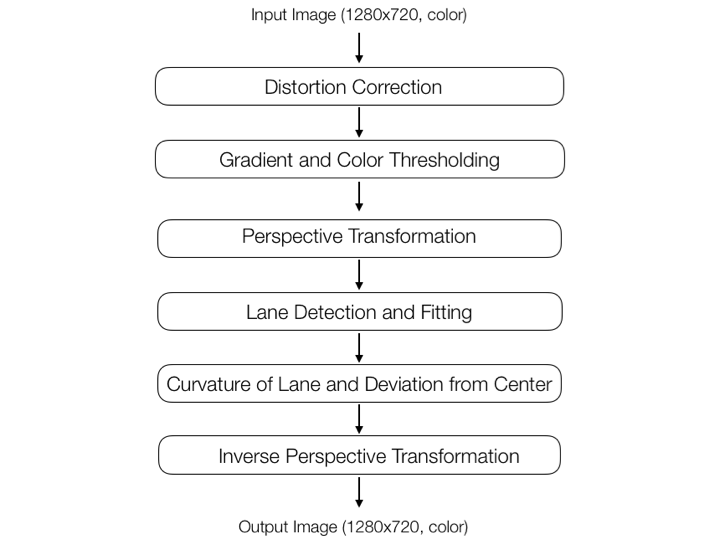 Input Image (1280x720, color)
Distortion Correction
Gradient and Color Thresholding
Perspective Transformation
Lane Detection and Fitting
Curvature of Lane and Deviation from Center
Inverse Perspective Transformation
Output Image (1280x720, color)